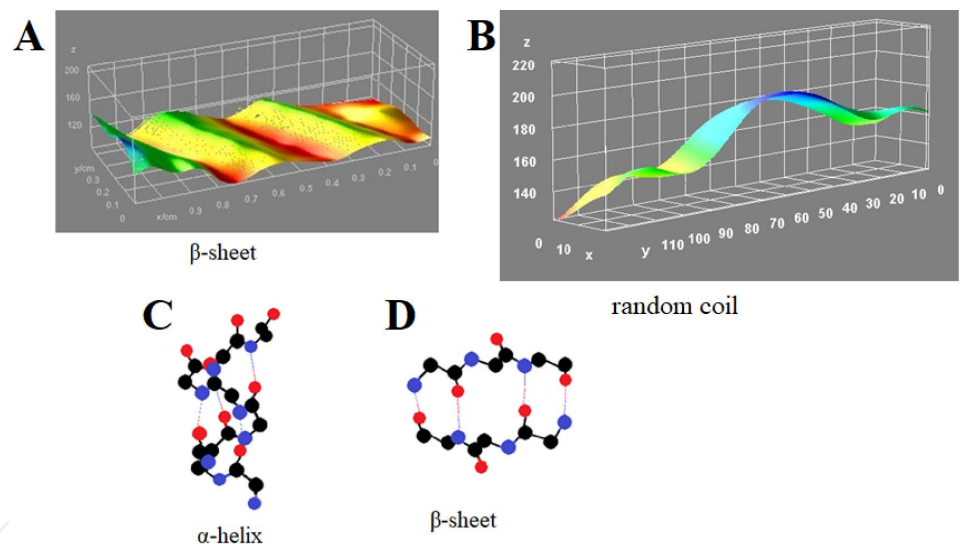 A
z
200
160
120
y/cm
0.3
0.2
0.1
0
x/cm
0.9
0.8
0.7
0.6
0.5
0.4
0.3
0.2
0.1
0
β-sheet
B
z
220
200
180
160
140
0
10
x
y
110
100
90
80
70
60
50
40
30
20
10
0
random coil
C
α-helix
D
β-sheet